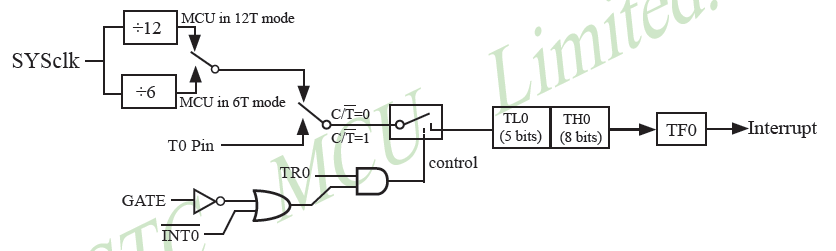 ÷12
MCU in 12T mode
SYSclk
÷6
MCU in 6T mode
C/T̅=0
C/T̅=1
T0 Pin
TL0
(5 bits)
TH0
(8 bits)
TF0
Interrupt
control
TR0
GATE
I̅N̅T̅0̅
STC MCU Limited.